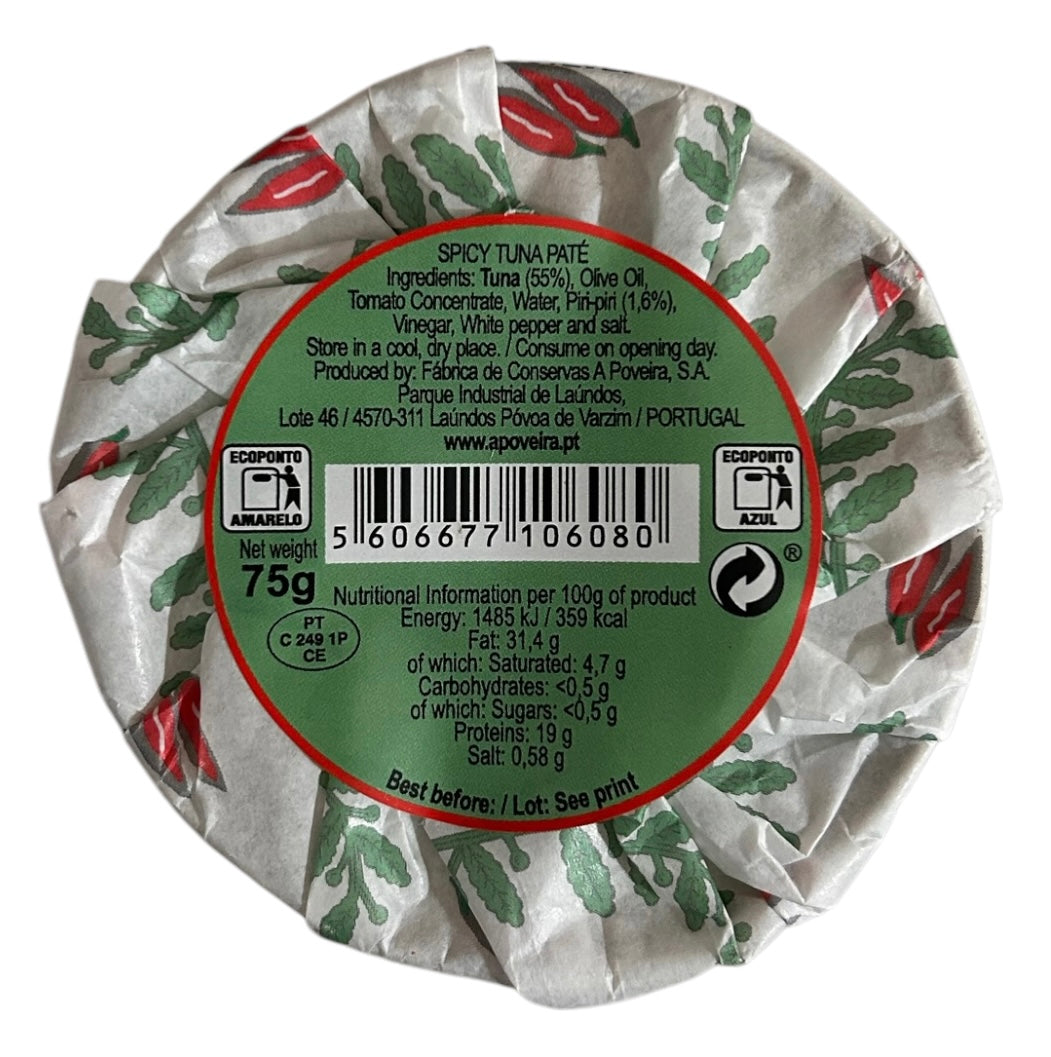 SPICY TUNA PATÉ
Ingredients: Tuna (55%), Olive Oil,
Tomato Concentrate, Water, Piri-piri (1,6%),
Vinegar, White pepper and salt.
Store in a cool, dry place. / Consume on opening day.
Produced by: Fábrica de Conservas A Poveira, S.A.
Parque Industrial de Laúndos,
Lote 46 / 4570-311 Laúndos Póvoa de Varzim / PORTUGAL
www.apoveira.pt
ECOPONTO
AMARELO
ECOPONTO
AZUL
5 606677 106080
Net weight
75g
®
PT
C 249 1P
CE
Nutritional Information per 100g of product
Energy: 1485 kJ / 359 kcal
Fat: 31,4 g
of which: Saturated: 4,7 g
Carbohydrates: <0,5 g
of which: Sugars: <0,5 g
Proteins: 19 g
Salt: 0,58 g
Best before: / Lot: See print